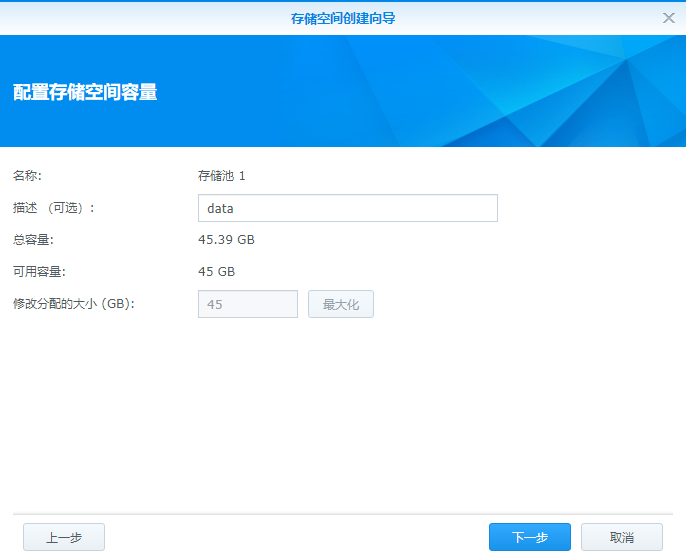 存储空间创建向导
配置存储空间容量
名称: 存储池 1
描述 （可选）: data
总容量: 45.39 GB
可用容量: 45 GB
修改分配的大小 (GB): 45 最大化
上一步 下一步 取消